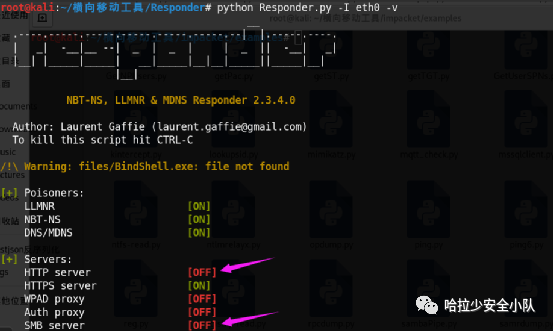 root@kali:~/横向移动工具/Responder# python Responder.py -I eth0 -v
NBT-NS, LLMNR & MDNS Responder 2.3.4.0
Author: Laurent Gaffie (laurent.gaffie@gmail.com)
To kill this script hit CTRL-C
/!\ Warning: files/BindShell.exe: file not found
[+] Poisoners:
LLMNR [ON]
NBT-NS [ON]
DNS/MDNS [ON]
[+] Servers:
HTTP server [OFF]
HTTPS server [ON]
WPAD proxy [OFF]
Auth proxy [OFF]
SMB server [OFF]
哈拉少安全小队